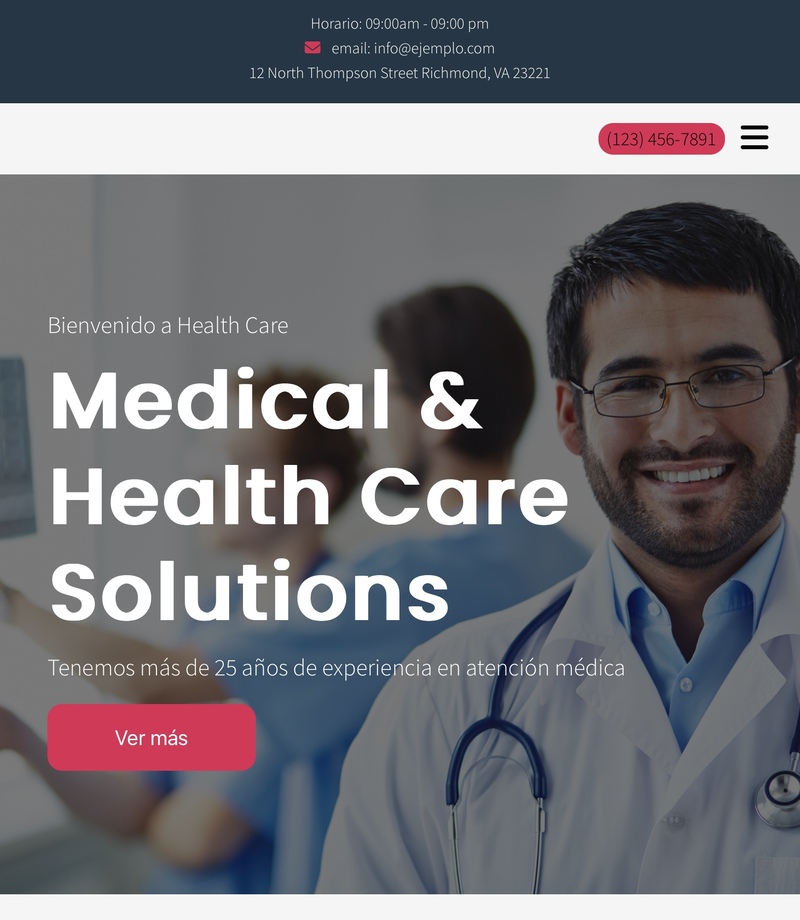 Horario: 09:00am - 09:00 pm
email: info@ejemplo.com
12 North Thompson Street Richmond, VA 23221
(123) 456-7891
Bienvenido a Health Care
Medical &
Health Care
Solutions
Tenemos más de 25 años de experiencia en atención médica
Ver más